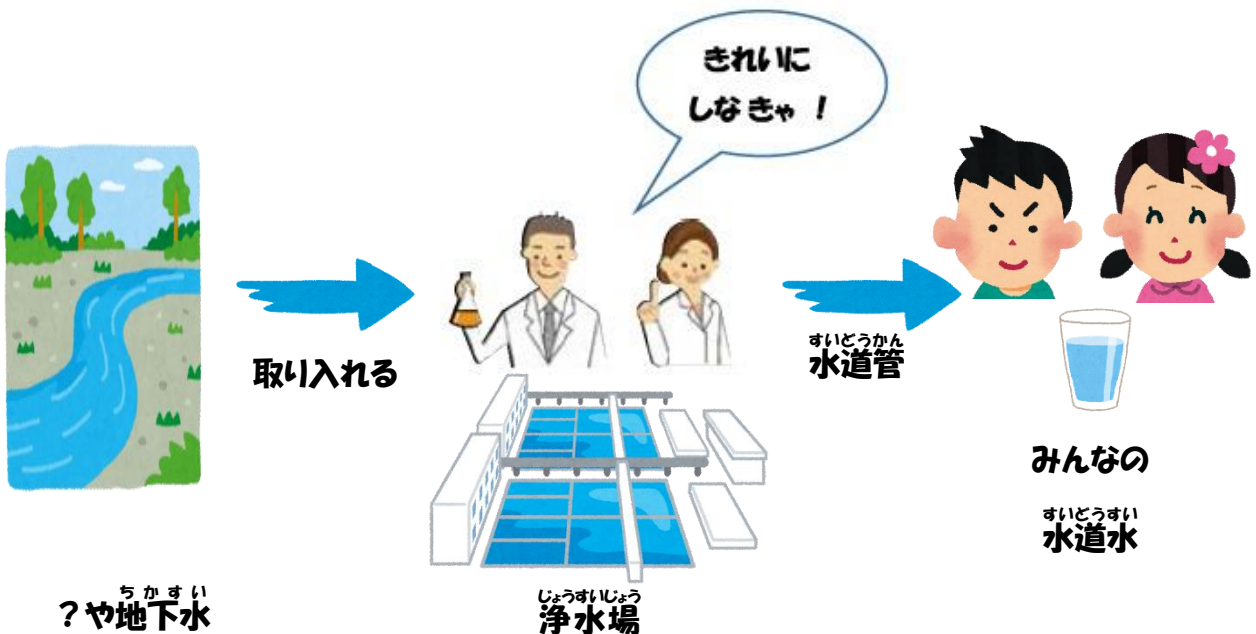 きれいに
しなきゃ！
取り入れる
すいどうかん
水道管
みんなの
すいどうすい
水道水
ちかすい
？や地下水
じょうすいじょう
浄水場